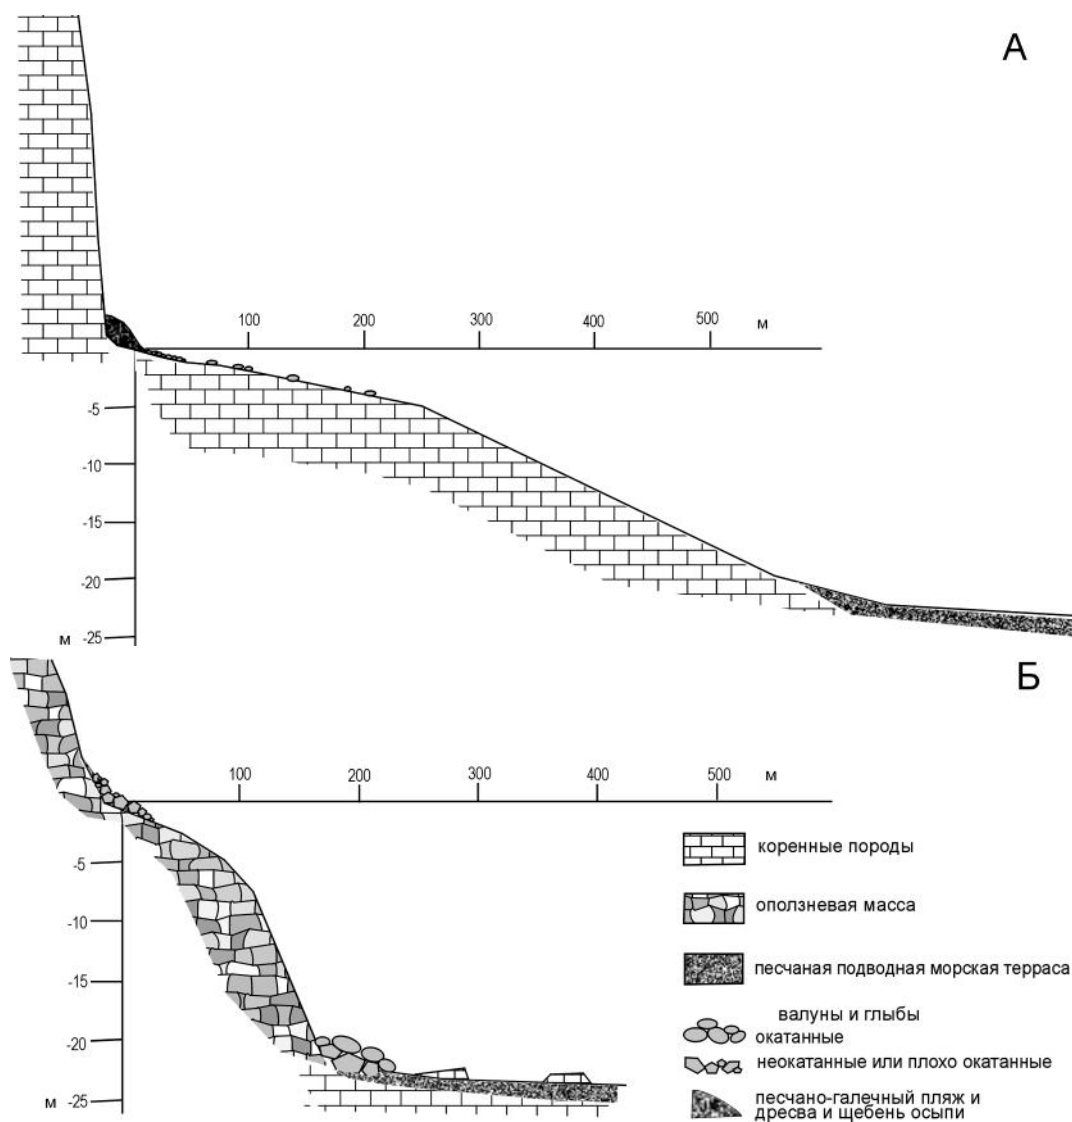 А
100 200 300 400 500 м
-5
-10
-15
-20
м -25
Б
100 200 300 400 500 м
-5
-10
-15
-20
м -25
коренные породы
оползневая масса
песчаная подводная морская терраса
валуны и глыбы
окатанные
неокатанные или плохо окатанные
песчано-галечный пляж и
дресва и щебень осыпи